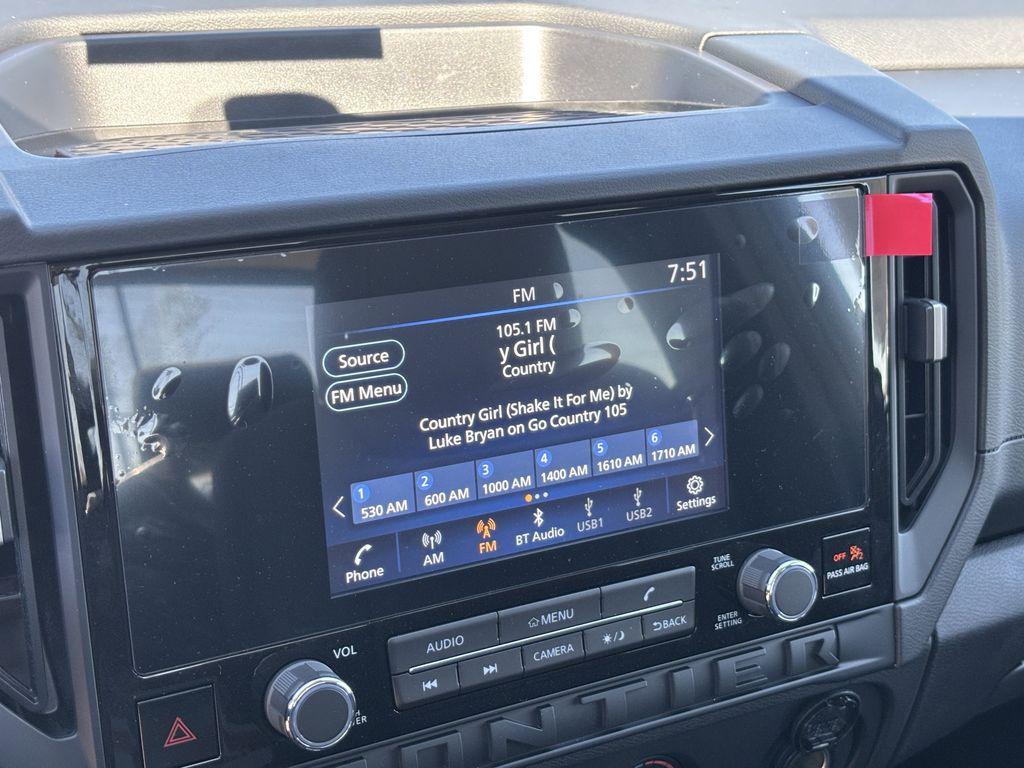 7:51
FM
105.1 FM
y Girl (
Country
Source
FM Menu
Country Girl (Shake It For Me) by
Luke Bryan on Go Country 105
1 530 AM 2 600 AM 3 1000 AM 4 1400 AM 5 1610 AM 6 1710 AM
Phone AM FM BT Audio USB1 USB2 Settings
TUNE
SCROLL
OFF
PASS AIR BAG
VOL
AUDIO MENU
CAMERA BACK
ENTER
SETTING
ONTIER